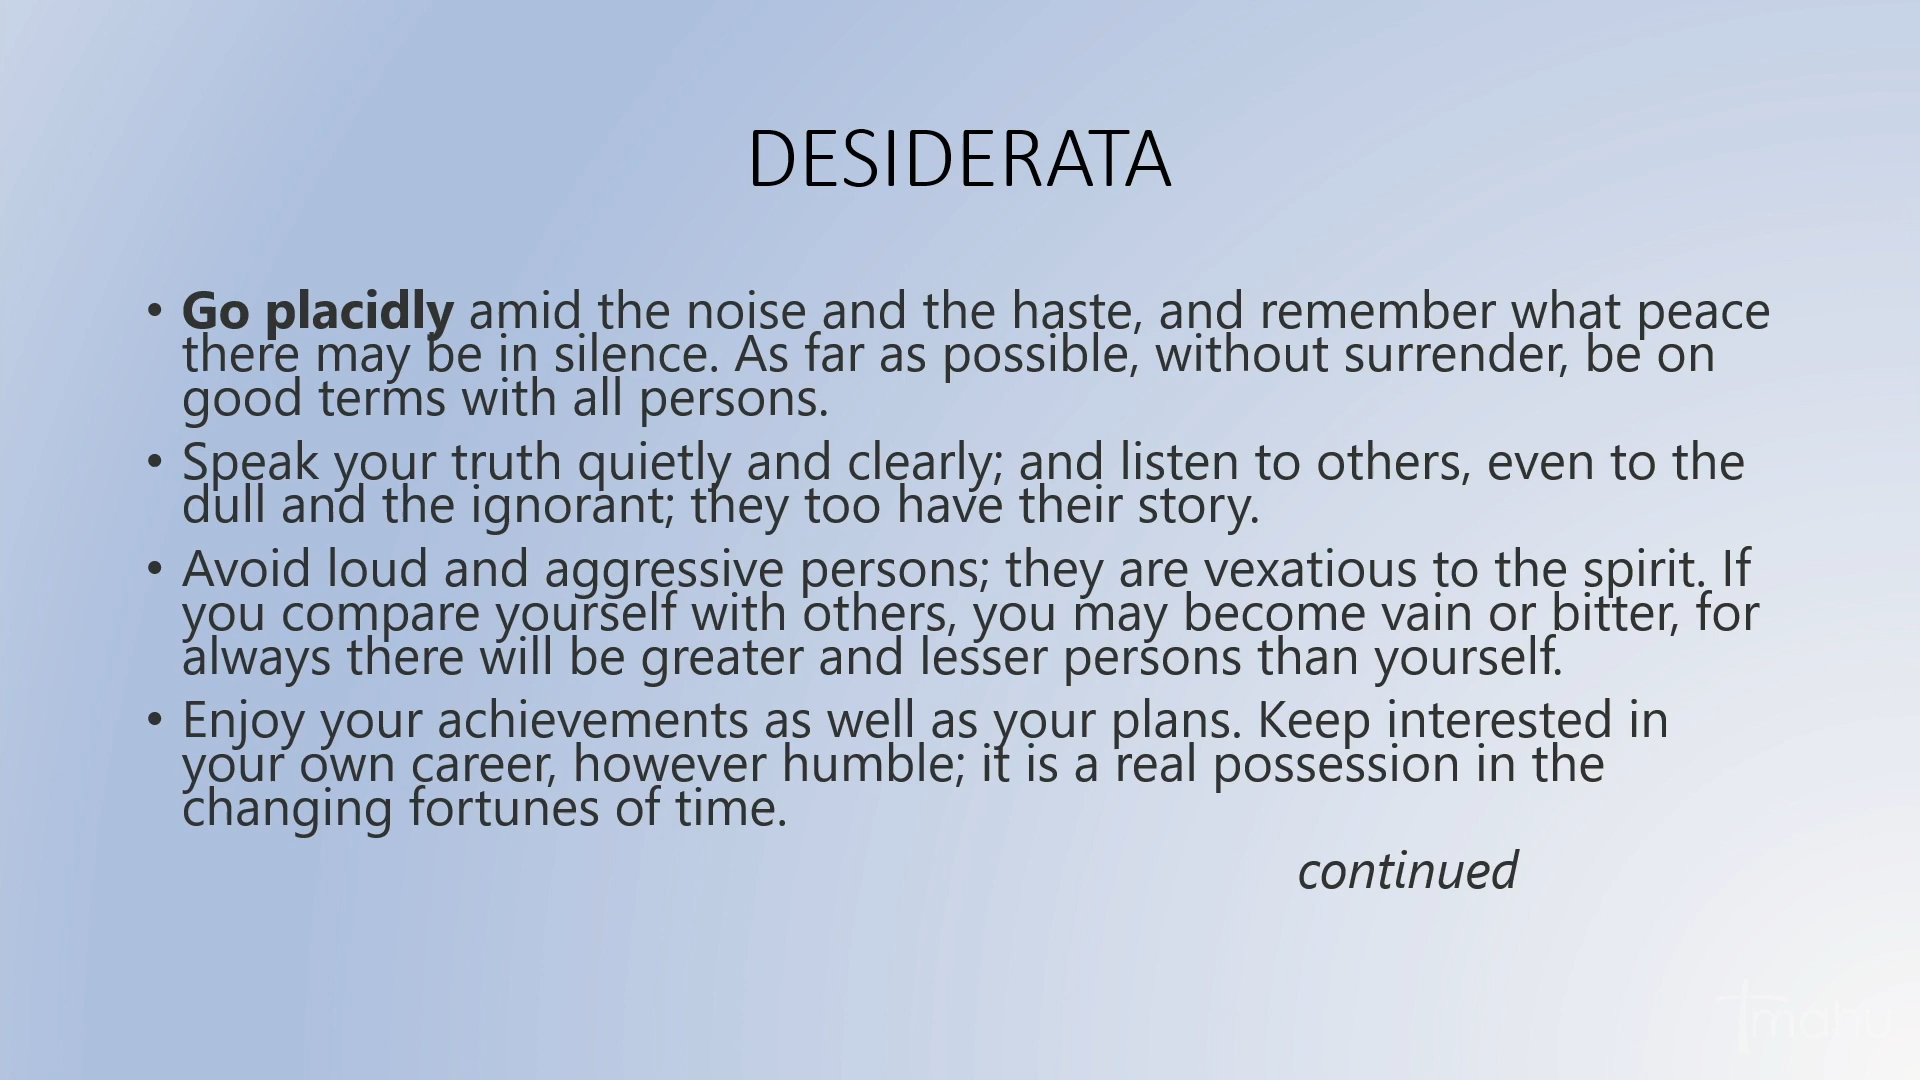 DESIDERATA
• Go placidly amid the noise and the haste, and remember what peace
there may be in silence. As far as possible, without surrender, be on
good terms with all persons.
• Speak your truth quietly and clearly; and listen to others, even to the
dull and the ignorant; they too have their story.
• Avoid loud and aggressive persons; they are vexatious to the spirit. If
you compare yourself with others, you may become vain or bitter, for
always there will be greater and lesser persons than yourself.
• Enjoy your achievements as well as your plans. Keep interested in
your own career, however humble; it is a real possession in the
changing fortunes of time.
continued